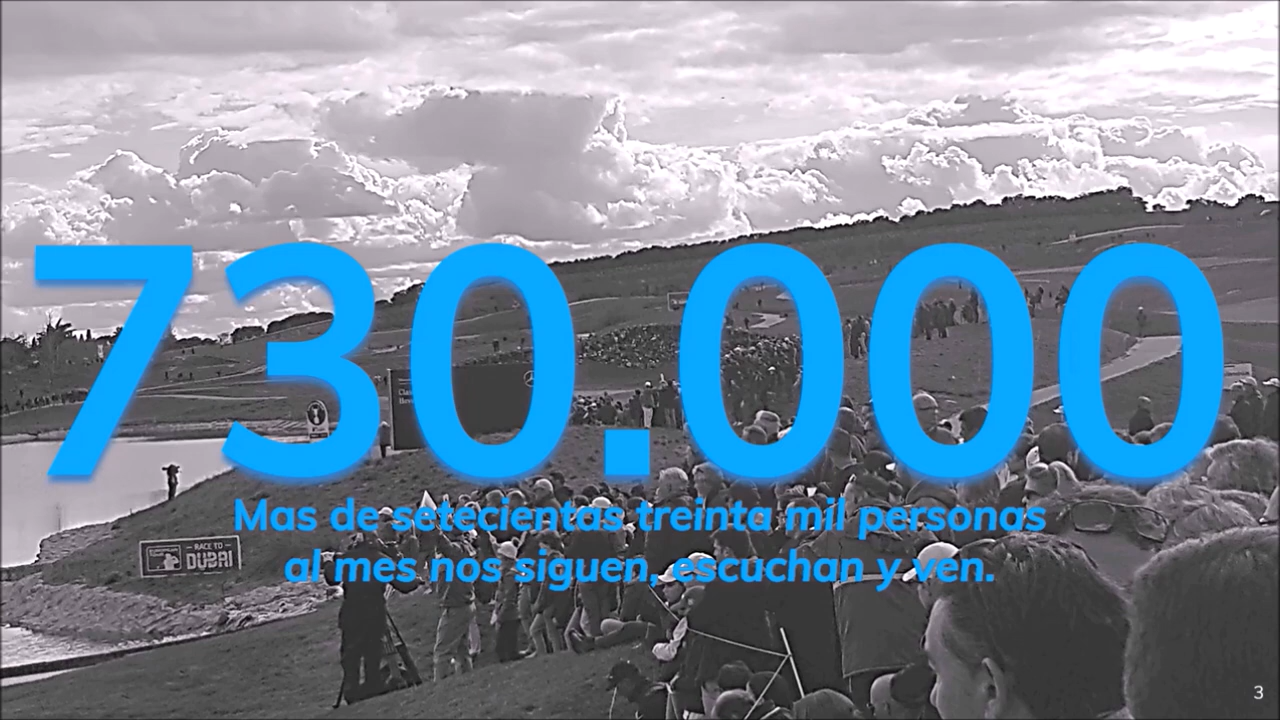 730.000
Mas de setecientas treinta mil personas
al mes nos siguen, escuchan y ven.
RACE TO
DUBAI
3